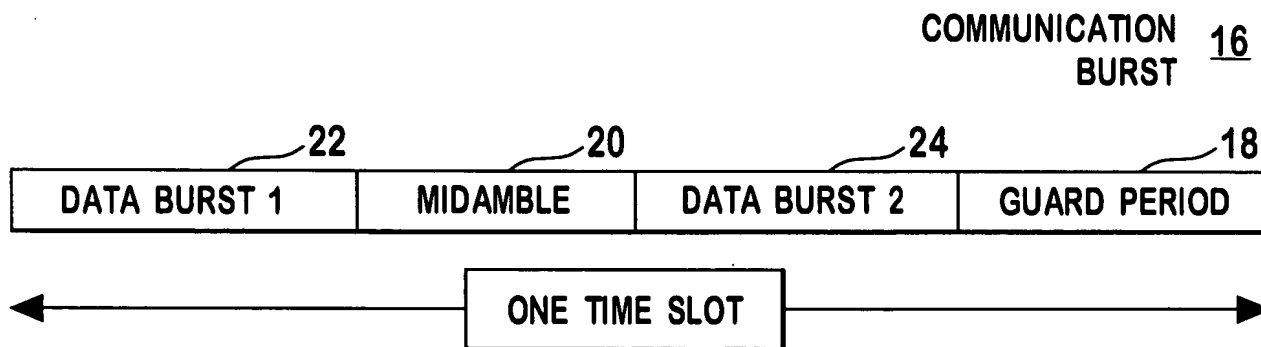 COMMUNICATION
BURST 16
22 20 24 18
DATA BURST 1 MIDAMBLE DATA BURST 2 GUARD PERIOD
ONE TIME SLOT